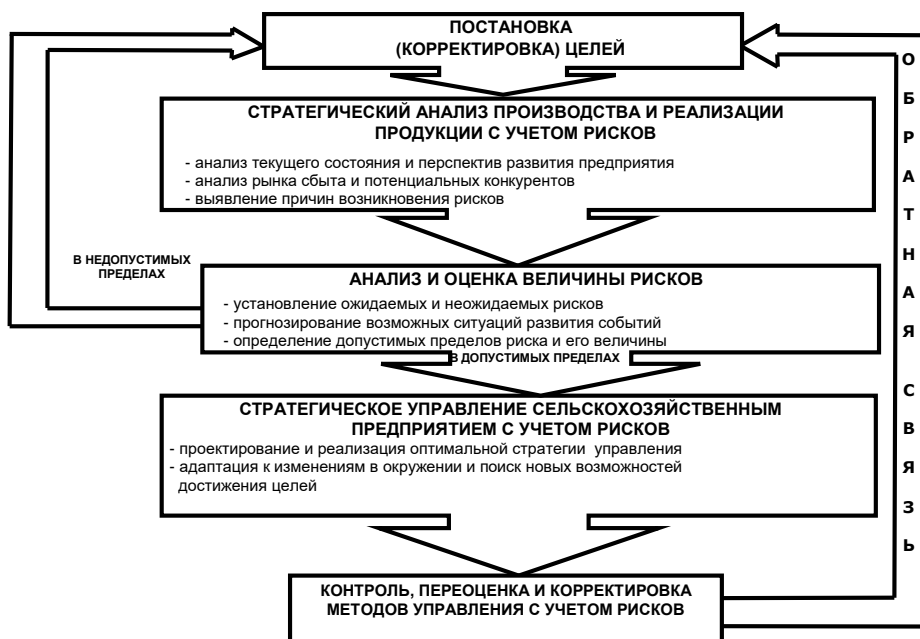 ПОСТАНОВКА
(КОРРЕКТИРОВКА) ЦЕЛЕЙ
СТРАТЕГИЧЕСКИЙ АНАЛИЗ ПРОИЗВОДСТВА И РЕАЛИЗАЦИИ
ПРОДУКЦИИ С УЧЕТОМ РИСКОВ
- анализ текущего состояния и перспектив развития предприятия
- анализ рынка сбыта и потенциальных конкурентов
- выявление причин возникновения рисков
В НЕДОПУСТИМЫХ
ПРЕДЕЛАХ
АНАЛИЗ И ОЦЕНКА ВЕЛИЧИНЫ РИСКОВ
- установление ожидаемых и неожидаемых рисков
- прогнозирование возможных ситуаций развития событий
- определение допустимых пределов риска и его величины
В ДОПУСТИМЫХ ПРЕДЕЛАХ
СТРАТЕГИЧЕСКОЕ УПРАВЛЕНИЕ СЕЛЬСКОХОЗЯЙСТВЕННЫМ
ПРЕДПРИЯТИЕМ С УЧЕТОМ РИСКОВ
- проектирование и реализация оптимальной стратегии управления
- адаптация к изменениям в окружении и поиск новых возможностей
достижения целей
КОНТРОЛЬ, ПЕРЕОЦЕНКА И КОРРЕКТИРОВКА
МЕТОДОВ УПРАВЛЕНИЯ С УЧЕТОМ РИСКОВ
ОБРАТНАЯ СВЯЗЬ